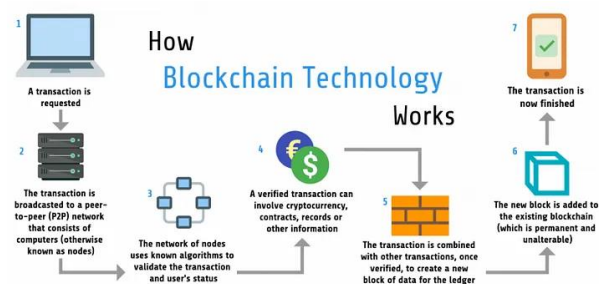 How
Blockchain Technology
Works
1
A transaction is
requested
2
The transaction is
broadcasted to a peer-
to-peer (P2P) network
that consists of
computers (otherwise
known as nodes)
3
The network of nodes
uses known algorithms to
validate the transaction
and user's status
4
€
$
A verified transaction can
involve cryptocurrency,
contracts, records or
other information
5
The transaction is combined
with other transactions, once
verified, to create a new
block of data for the ledger
6
The new block is added to
the existing blockchain
(which is permanent and
unalterable)
7
The transaction is
now finished